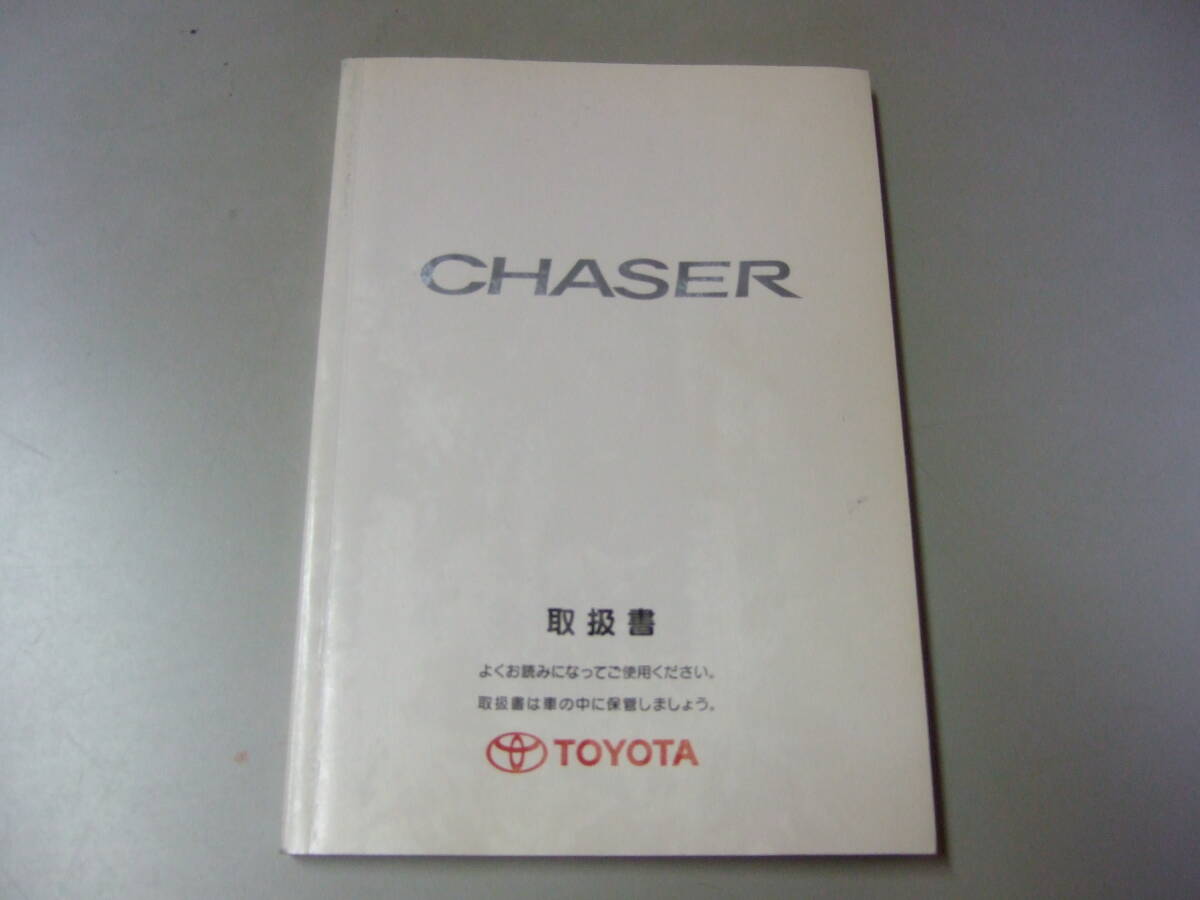 CHASER
取扱書
よくお読みになってご使用ください。
取扱書は車の中に保管しましょう。
TOYOTA